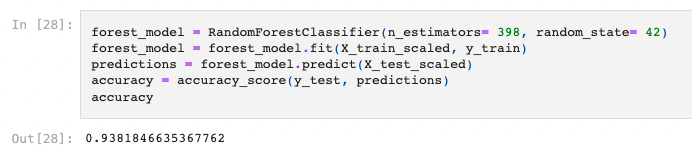 In [28]:
forest_model = RandomForestClassifier(n_estimators= 398, random_state= 42)
forest_model = forest_model.fit(X_train_scaled, y_train)
predictions = forest_model.predict(X_test_scaled)
accuracy = accuracy_score(y_test, predictions)
accuracy
Out[28]: 0.9381846635367762